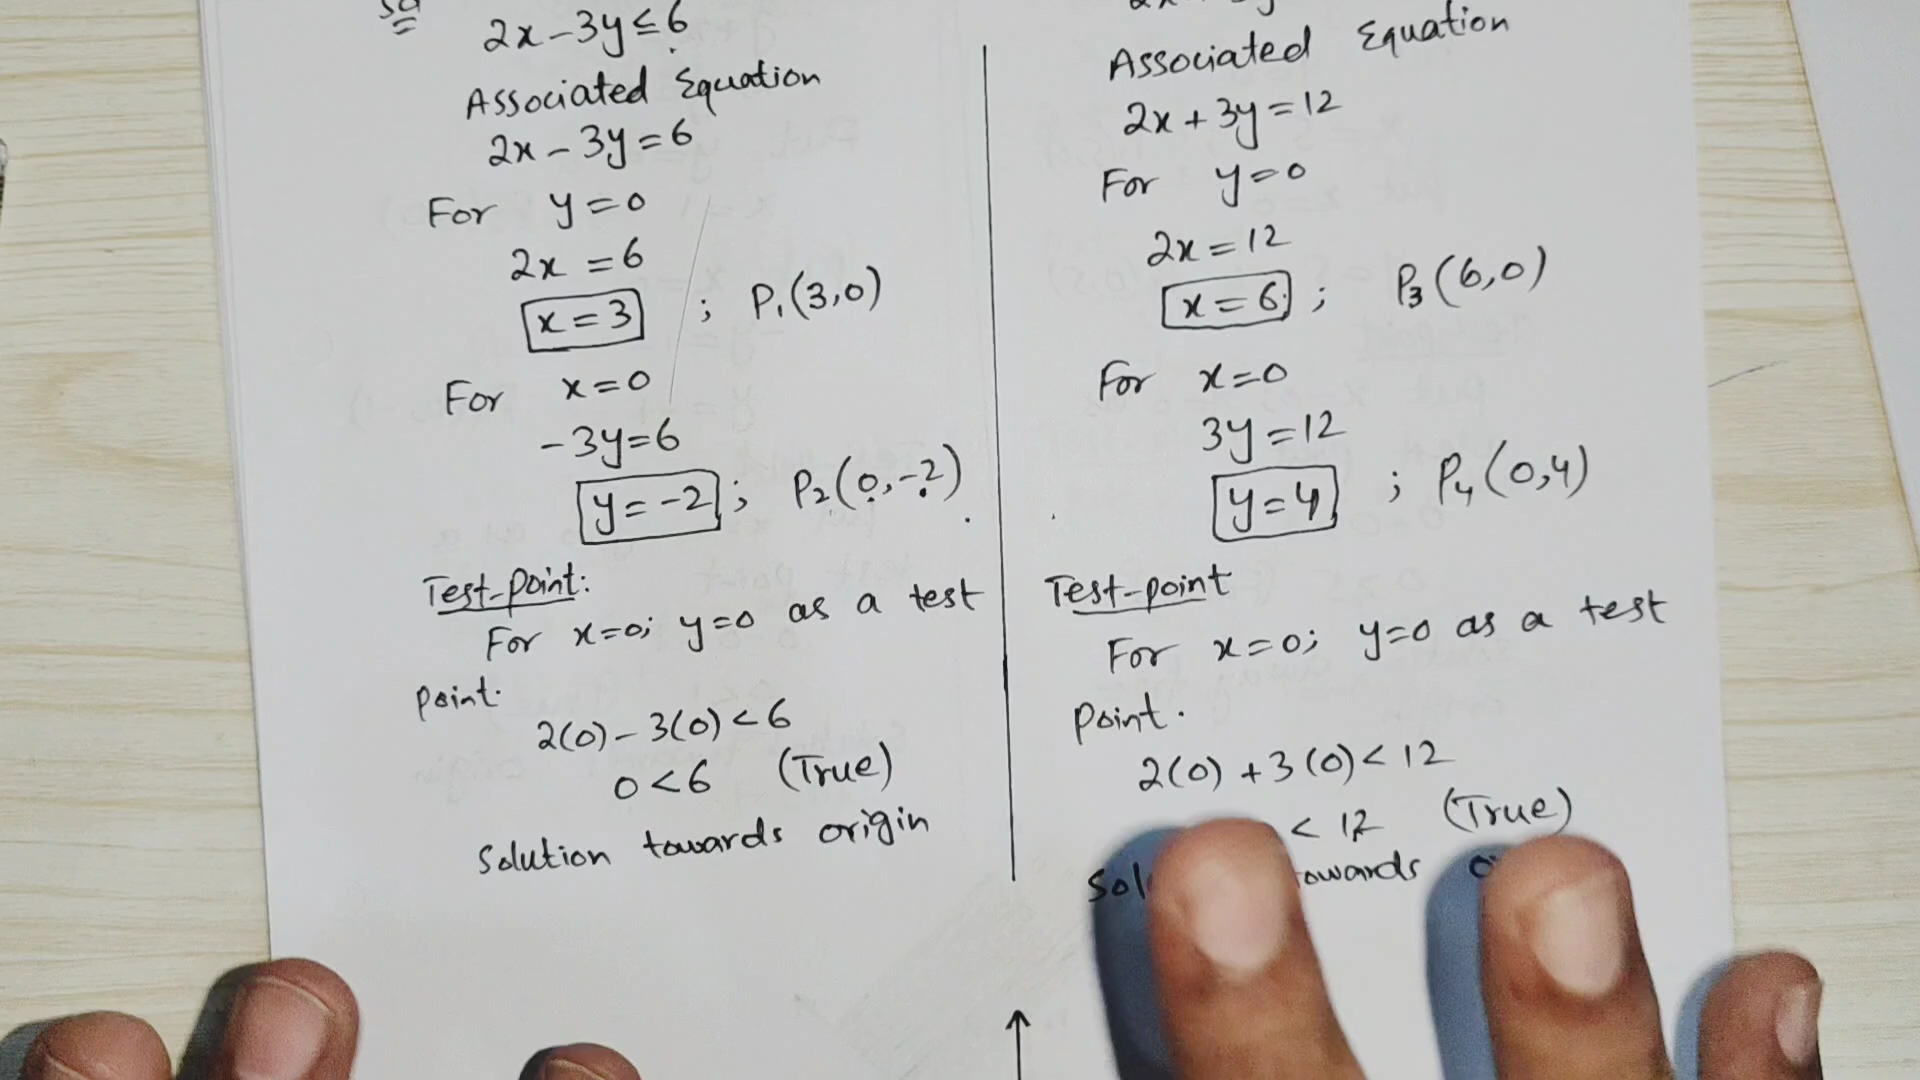 2x - 3y ≤ 6
Associated Equation
2x - 3y = 6
For y = 0
2x = 6
x = 3 ; P₁(3,0)
For x = 0
-3y = 6
y = -2 ; P₂(0,-2)
Test-point:
For x=0; y=0 as a test
point.
2(0) - 3(0) < 6
0 < 6 (True)
Solution towards origin
Associated Equation
2x + 3y = 12
For y = 0
2x = 12
x = 6 ; P₃(6,0)
For x = 0
3y = 12
y = 4 ; P₄(0,4)
Test-point
For x = 0; y=0 as a test
point.
2(0) + 3(0) < 12
< 12 (True)